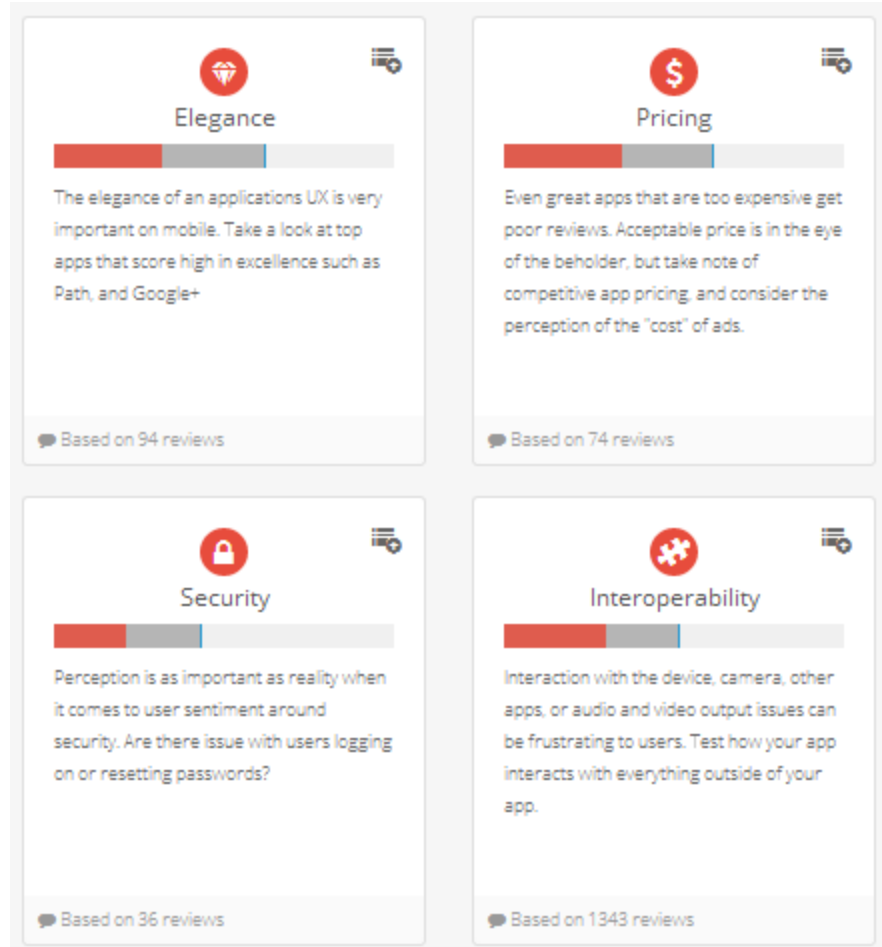 Elegance
The elegance of an applications UX is very
important on mobile. Take a look at top
apps that score high in excellence such as
Path, and Google+
Based on 94 reviews
$
Pricing
Even great apps that are too expensive get
poor reviews. Acceptable price is in the eye
of the beholder, but take note of
competitive app pricing, and consider the
perception of the "cost" of ads.
Based on 74 reviews
Security
Perception is as important as reality when
it comes to user sentiment around
security. Are there issue with users logging
on or resetting passwords?
Based on 36 reviews
Interoperability
Interaction with the device, camera, other
apps, or audio and video output issues can
be frustrating to users. Test how your app
interacts with everything outside of your
app.
Based on 1343 reviews